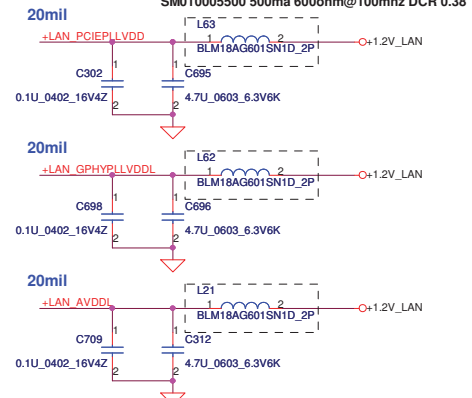 SM010005500 500ma 600ohm@100mhz DCR 0.38
20mil
L63
+LAN_PCIEPLLVDD
1 2
+1.2V_LAN
BLM18AG601SN1D_2P
1 1
C302 C695
0.1U_0402_16V4Z 4.7U_0603_6.3V6K
2 2
20mil
L62
+LAN_GPHYPLLVDDL
1 2
+1.2V_LAN
BLM18AG601SN1D_2P
1 1
C698 C696
0.1U_0402_16V4Z 4.7U_0603_6.3V6K
2 2
20mil
L21
+LAN_AVDDL
1 2
+1.2V_LAN
BLM18AG601SN1D_2P
1 1
C709 C312
0.1U_0402_16V4Z 4.7U_0603_6.3V6K
2 2